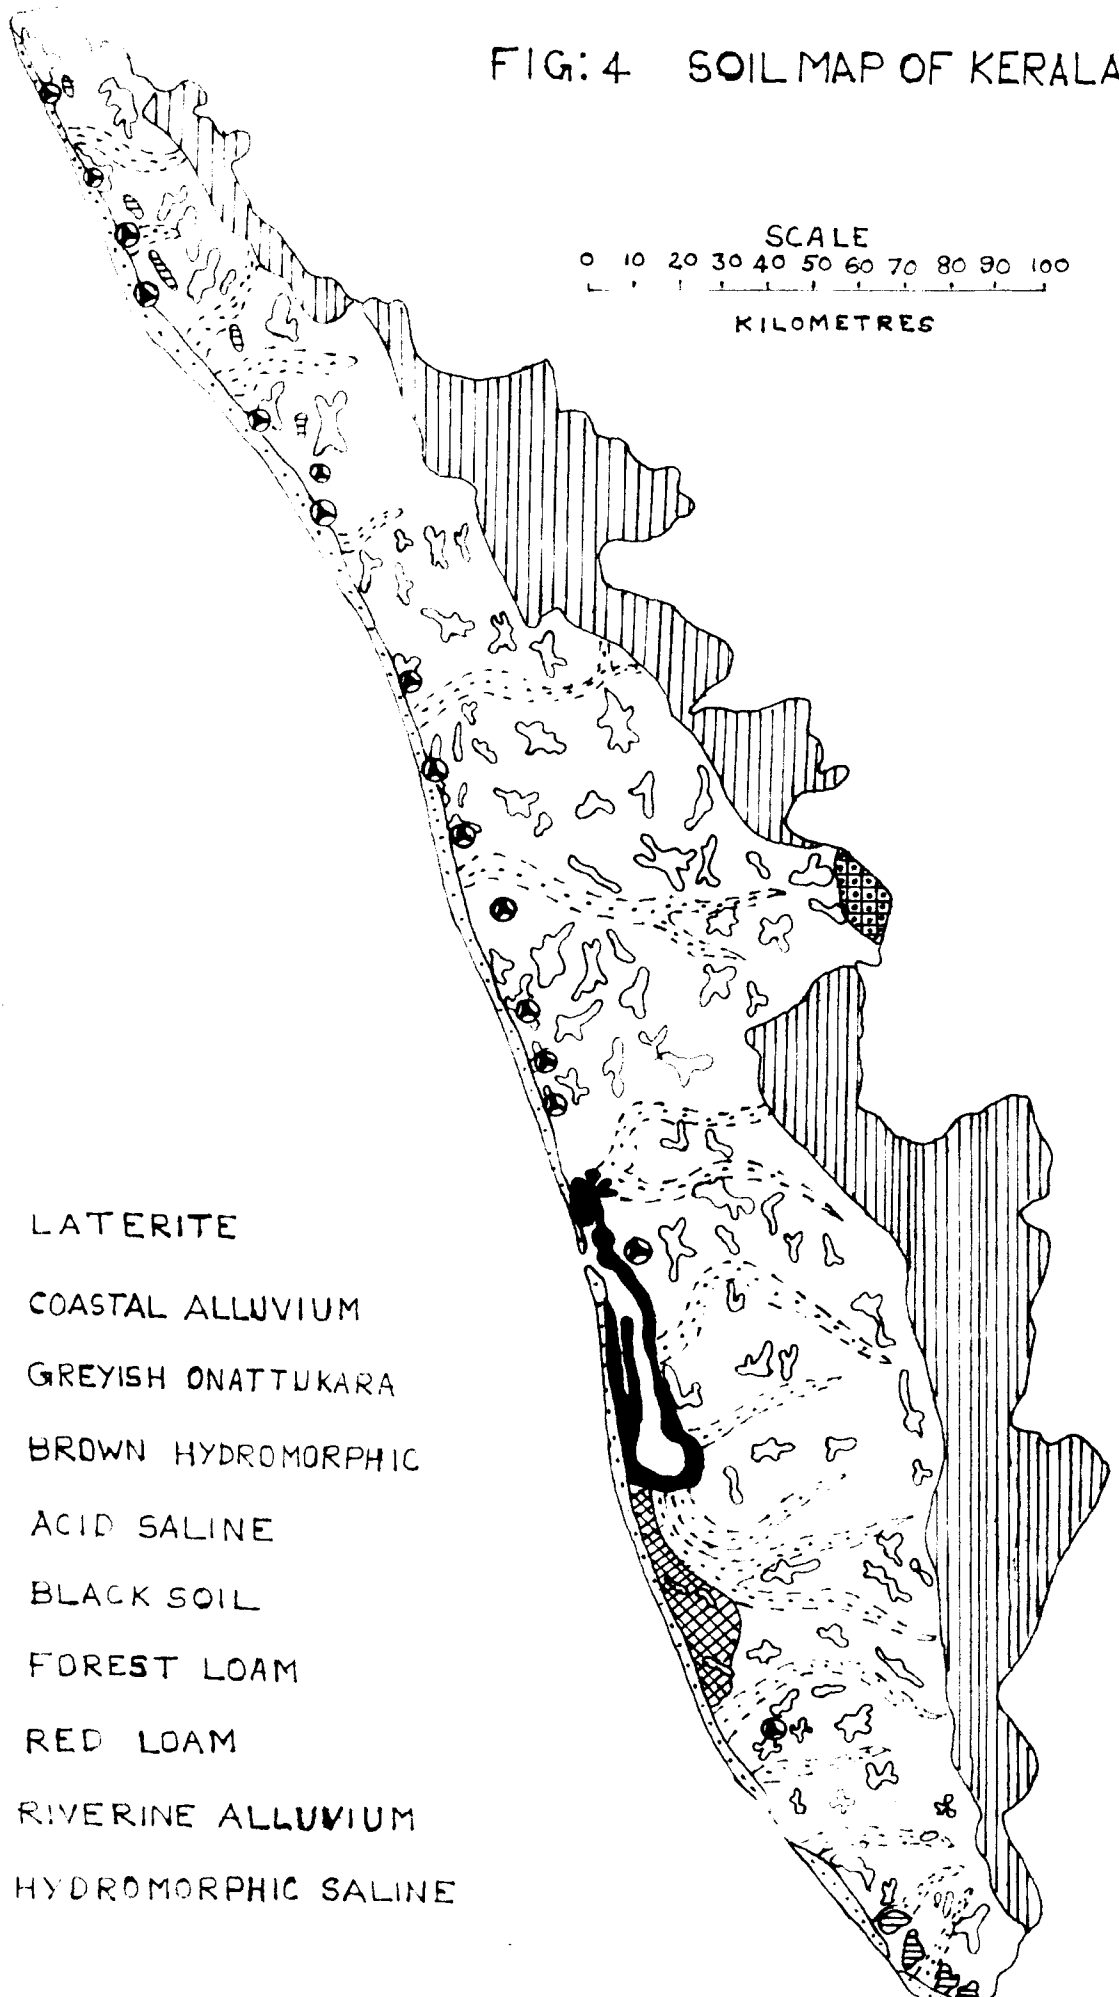 FIG: 4 SOIL MAP OF KERALA
SCALE
0 10 20 30 40 50 60 70 80 90 100
KILOMETRES
LATERITE
COASTAL ALLUVIUM
GREYISH ONATTUKARA
BROWN HYDROMORPHIC
ACID SALINE
BLACK SOIL
FOREST LOAM
RED LOAM
RIVERINE ALLUVIUM
HYDROMORPHIC SALINE